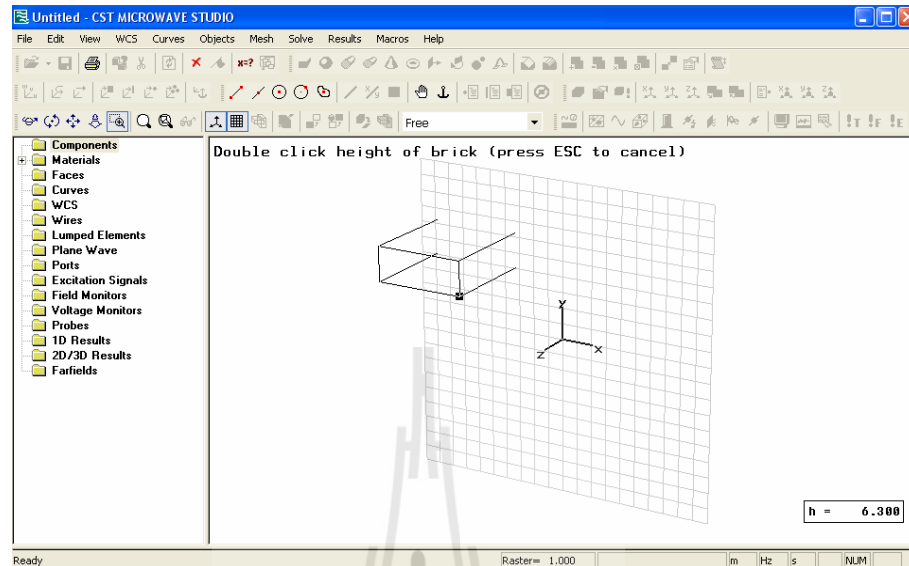 Untitled - CST MICROWAVE STUDIO
File Edit View WCS Curves Objects Mesh Solve Results Macros Help
x=?
Free
Components
Materials
Faces
Curves
WCS
Wires
Lumped Elements
Plane Wave
Ports
Excitation Signals
Field Monitors
Voltage Monitors
Probes
1D Results
2D/3D Results
Farfields
Double click height of brick (press ESC to cancel)
y
x
z
h = 6.300
Ready Raster= 1.000 m Hz s NUM